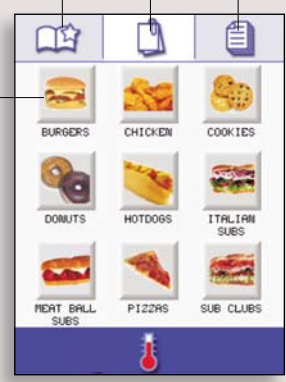 BURGERS CHICKEN COOKIES
DONUTS HOTDOGS ITALIAN
SUBS
MEAT BALL PIZZAS SUB CLUBS
SUBS